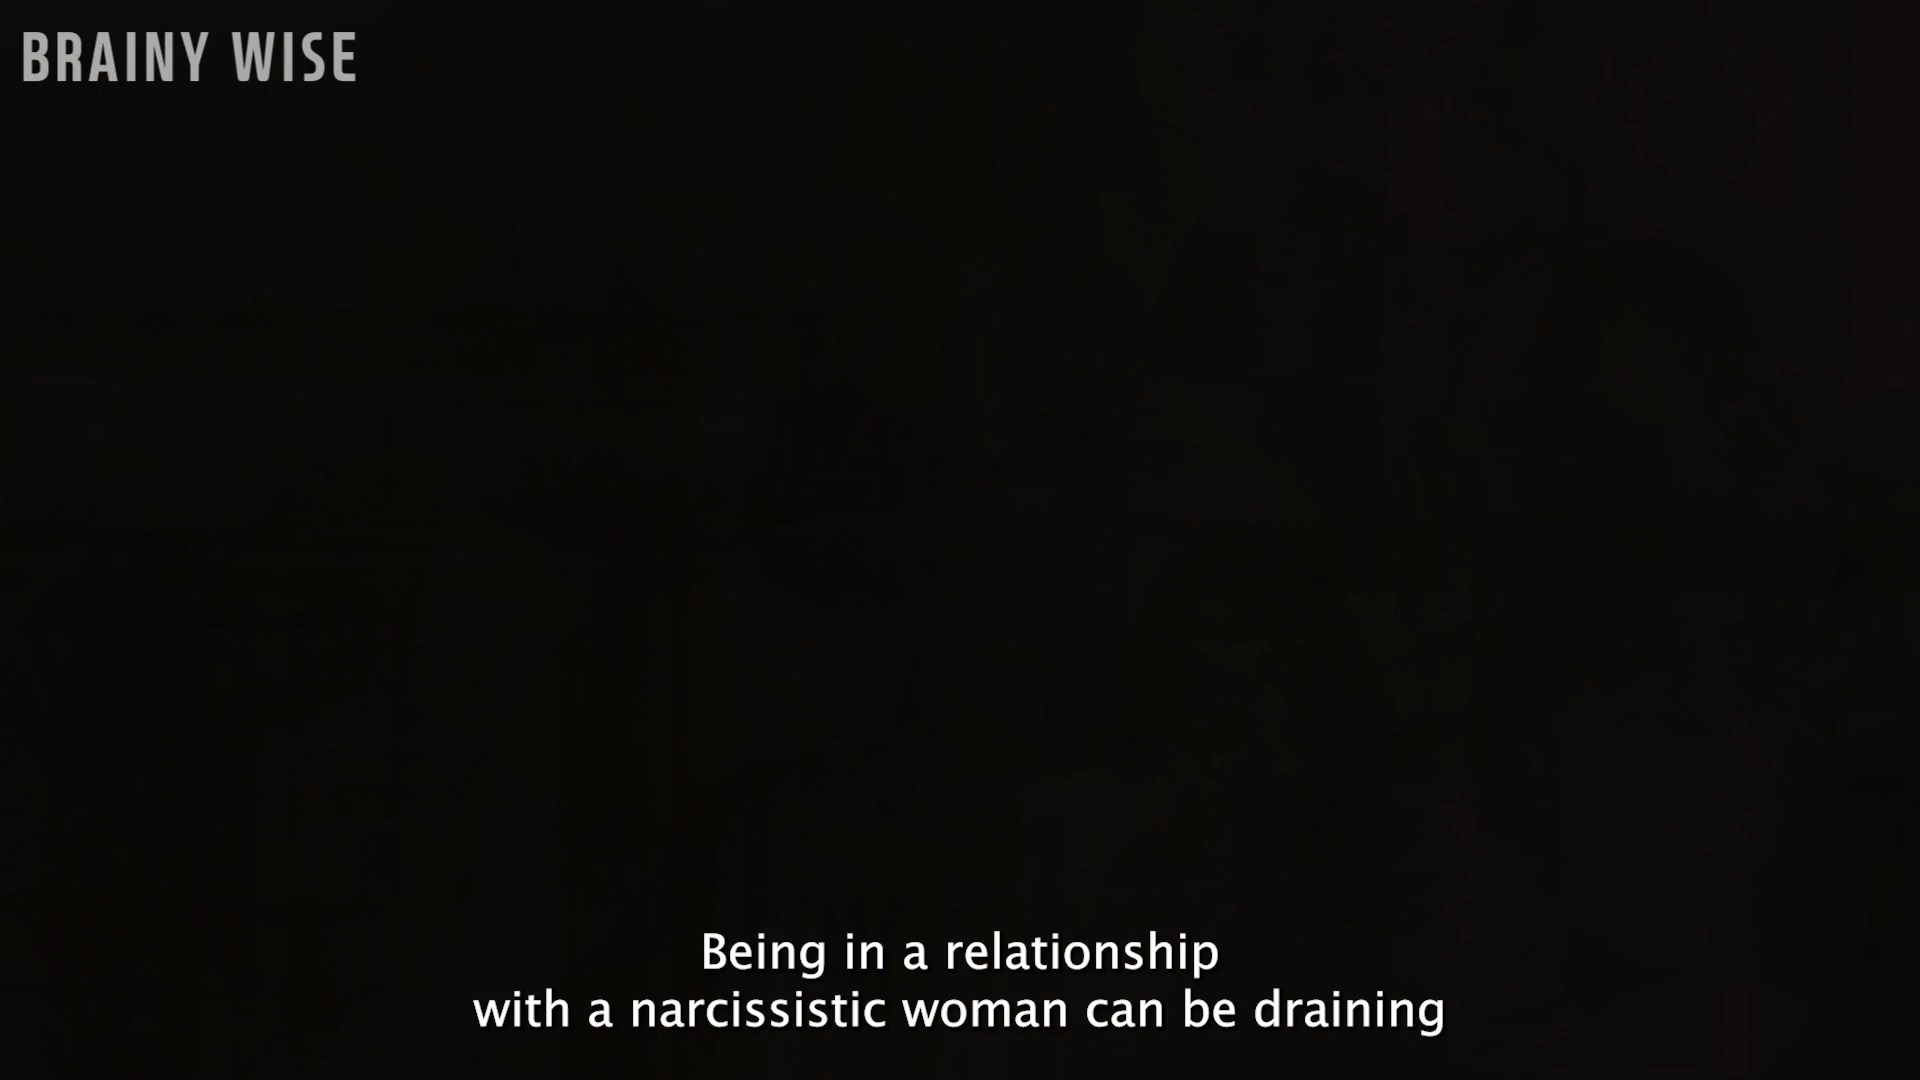 BRAINY WISE
Being in a relationship
with a narcissistic woman can be draining